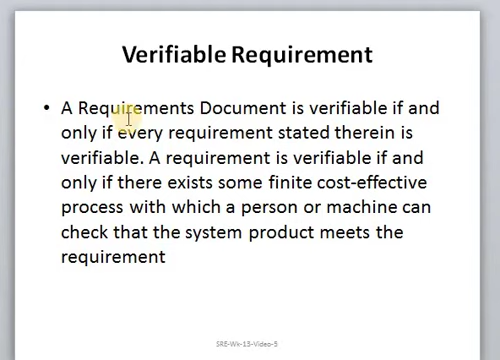 Verifiable Requirement
• A Requirements Document is verifiable if and
only if every requirement stated therein is
verifiable. A requirement is verifiable if and
only if there exists some finite cost-effective
process with which a person or machine can
check that the system product meets the
requirement
SRE-Wk-13-Video-5